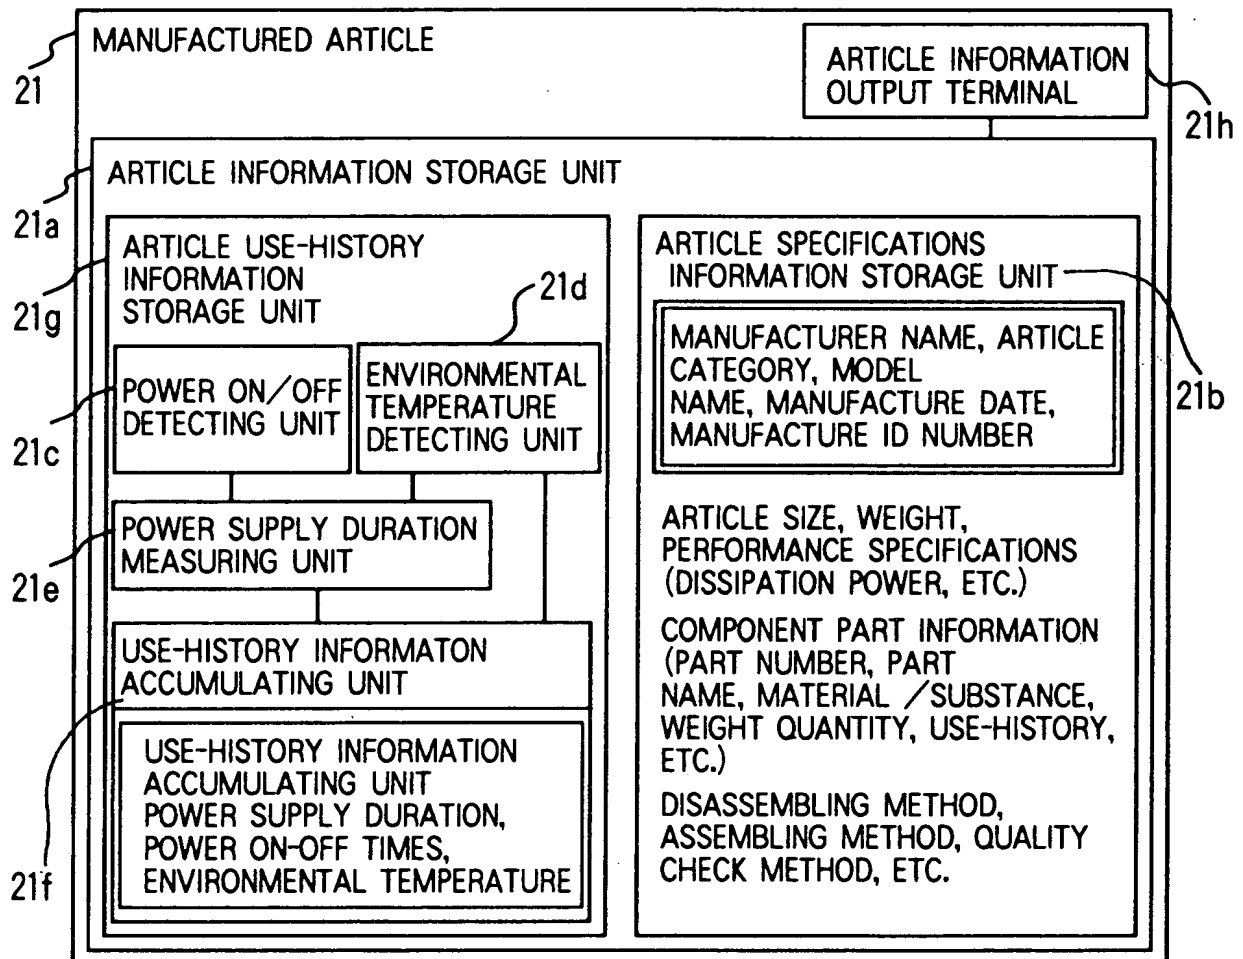 MANUFACTURED ARTICLE
21
ARTICLE INFORMATION
OUTPUT TERMINAL
21h
ARTICLE INFORMATION STORAGE UNIT
21a
ARTICLE USE-HISTORY
INFORMATION
STORAGE UNIT
21g
21d
POWER ON/OFF
DETECTING UNIT
21c
ENVIRONMENTAL
TEMPERATURE
DETECTING UNIT
POWER SUPPLY DURATION
MEASURING UNIT
21e
USE-HISTORY INFORMATON
ACCUMULATING UNIT
USE-HISTORY INFORMATION
ACCUMULATING UNIT
POWER SUPPLY DURATION,
POWER ON-OFF TIMES,
ENVIRONMENTAL TEMPERATURE
21f
ARTICLE SPECIFICATIONS
INFORMATION STORAGE UNIT
21b
MANUFACTURER NAME, ARTICLE
CATEGORY, MODEL
NAME, MANUFACTURE DATE,
MANUFACTURE ID NUMBER
ARTICLE SIZE, WEIGHT,
PERFORMANCE SPECIFICATIONS
(DISSIPATION POWER, ETC.)
COMPONENT PART INFORMATION
(PART NUMBER, PART
NAME, MATERIAL /SUBSTANCE,
WEIGHT QUANTITY, USE-HISTORY,
ETC.)
DISASSEMBLING METHOD,
ASSEMBLING METHOD, QUALITY
CHECK METHOD, ETC.